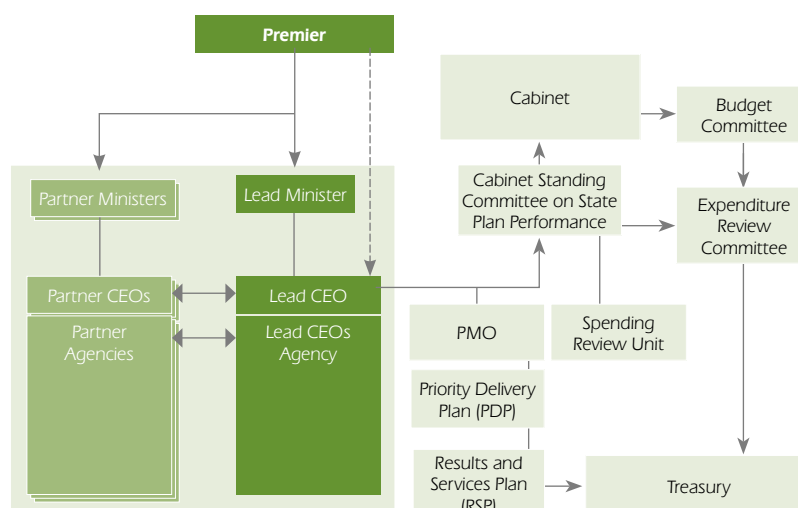 Premier
Cabinet
Budget
Committee
Partner Ministers
Lead Minister
Cabinet Standing
Committee on State
Plan Performance
Expenditure
Review
Committee
Partner CEOs
Lead CEO
Partner
Agencies
Lead CEOs
Agency
PMO
Spending
Review Unit
Priority Delivery
Plan (PDP)
Results and
Services Plan
(RSP)
Treasury